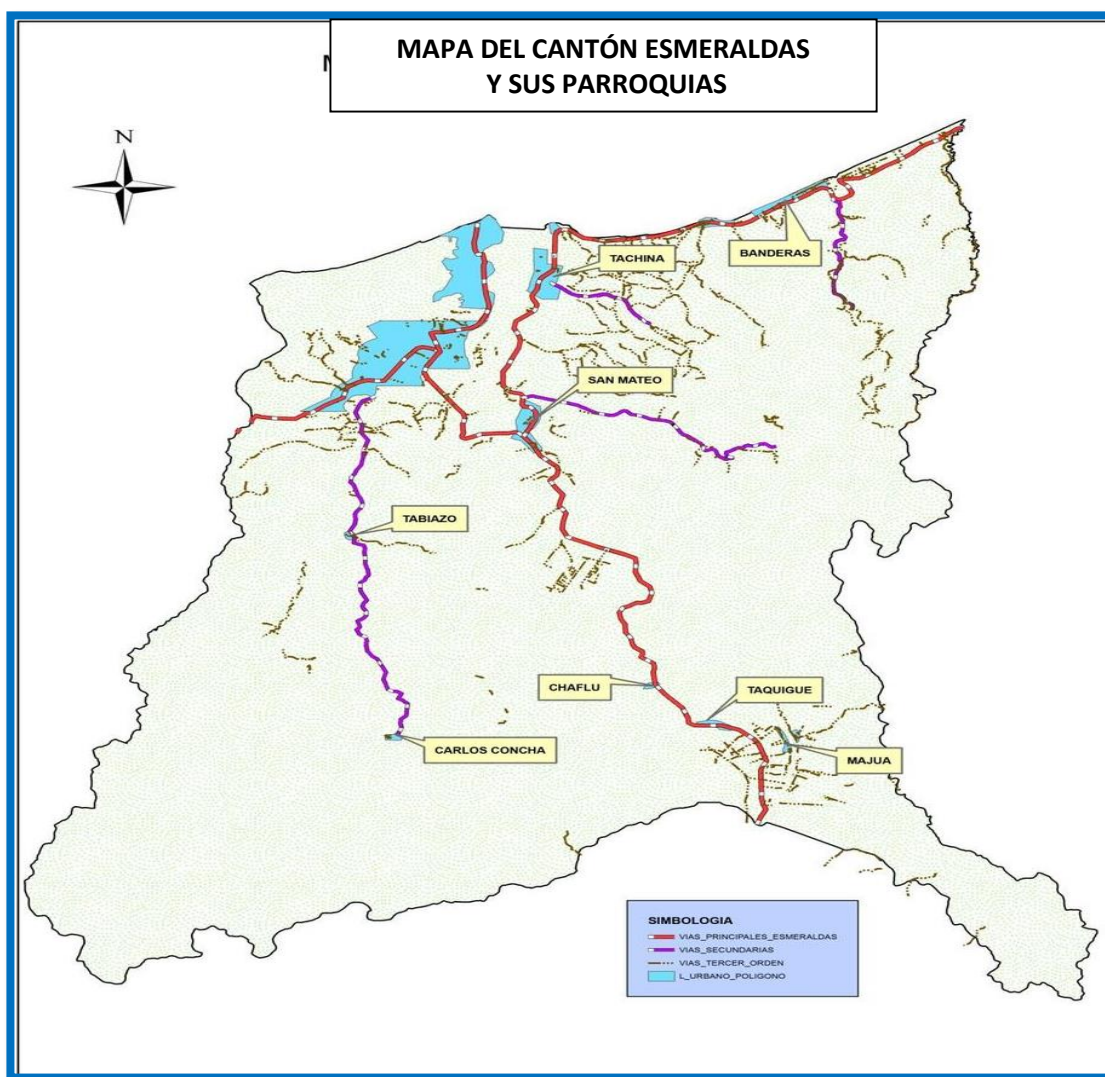 MAPA DEL CANTÓN ESMERALDAS
Y SUS PARROQUIAS
N
BANDERAS
TACHINA
SAN MATEO
TABIAZO
CHAFLU
TAQUIGUE
CARLOS CONCHA
MAJUA
SIMBOLOGIA
VIAS_PRINCIPALES_ESMERALDAS
VIAS_SECUNDARIAS
VIAS_TERCER_ORDEN
L_URBANO_POLIGONO